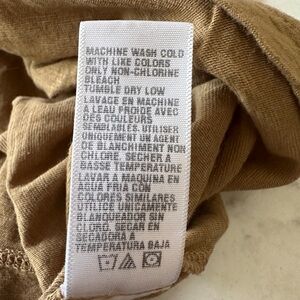 MACHINE WASH COLD
WITH LIKE COLORS
ONLY NON-CHLORINE
BLEACH
TUMBLE DRY LOW
LAVAGE EN MACHINE
A LEAU FROIDE AVEC
DES COULEURS
SEMBLABLES. UTILISER
UNIQUEMENT UN AGENT
DE BLANCHIMENT NON
CHLORE. SECHER A
BASSE TEMPERATURE
LAVAR A MAQUINA EN
AGUA FRIA CON
COLORES SIMILARES
UTILICE UNICAMENTE
BLANQUEADOR SIN
CLORO. SECAR EN
SECADORA A
TEMPERATURA BAJA